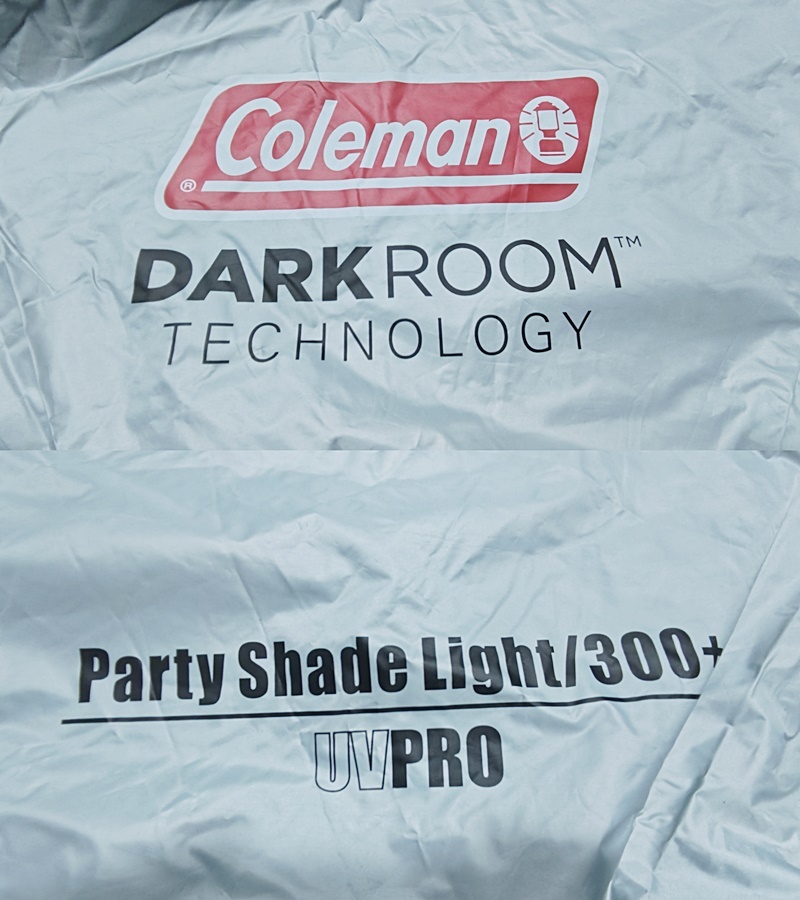 Coleman
®
DARKROOM™
TECHNOLOGY
Party Shade Light/300+
UVPRO